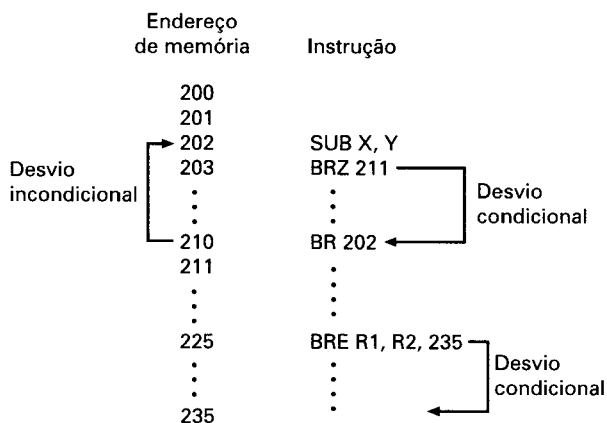 Endereço
de memória Instrução
200
201
202 SUB X, Y
Desvio
incondicional
203 BRZ 211
Desvio
condicional
210 BR 202
211
225 BRE R1, R2, 235
Desvio
condicional
235